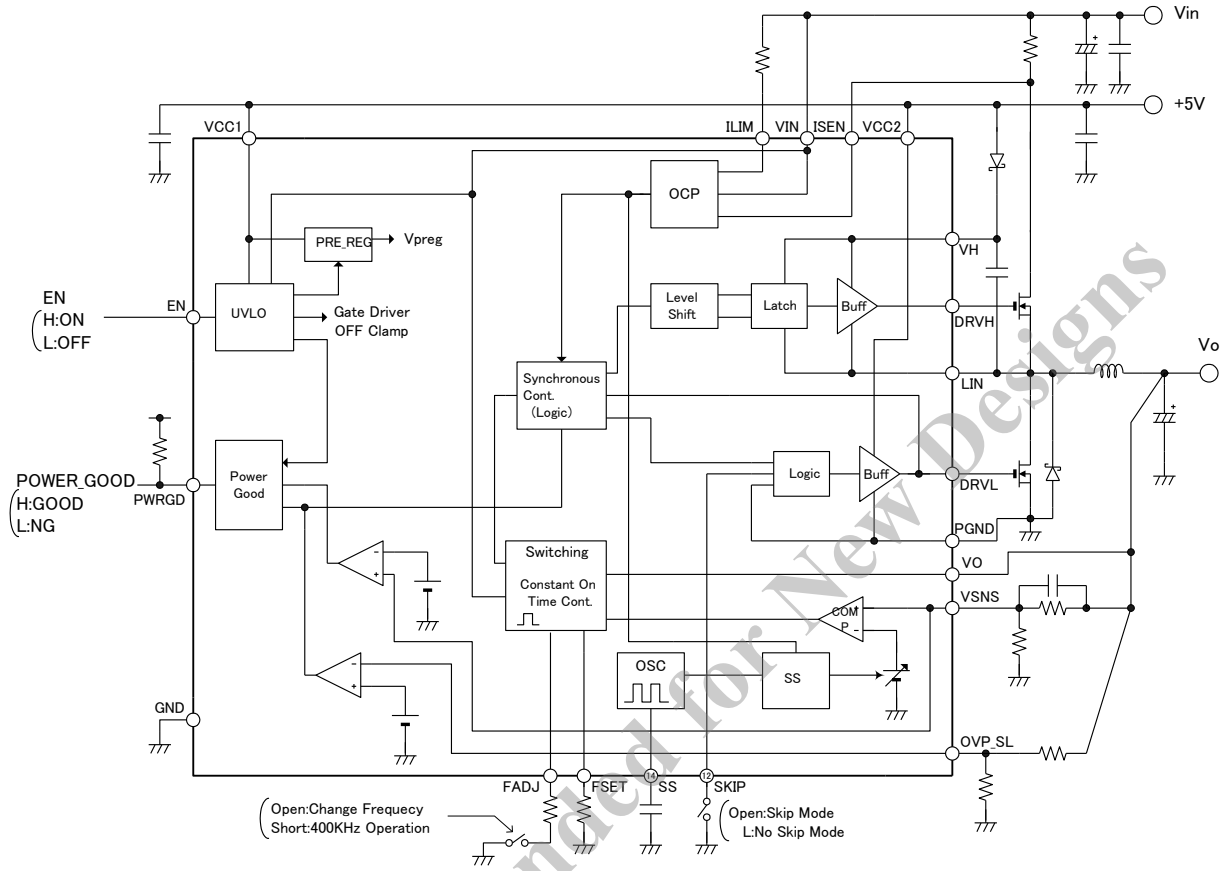 Vin
+5V
VCC1
ILIM
VIN
ISEN
VCC2
OCP
PRE_REG
Vpreg
VH
EN
H:ON
L:OFF
EN
UVLO
Gate Driver
OFF Clamp
Level
Shift
Latch
Buff
DRVH
Vo
LIN
Synchronous
Cont.
(Logic)
POWER_GOOD
H:GOOD
L:NG
PWRGD
Power
Good
Logic
Buff
DRVL
PGND
Switching
Constant On
Time Cont.
VO
VSNS
COM
P
+
-
-
+
-
+
OSC
SS
GND
OVP_SL
FADJ
FSET
14
SS
12
SKIP
Open:Change Frequecy
Short:400KHz Operation
Open:Skip Mode
L:No Skip Mode
nded for New Designs